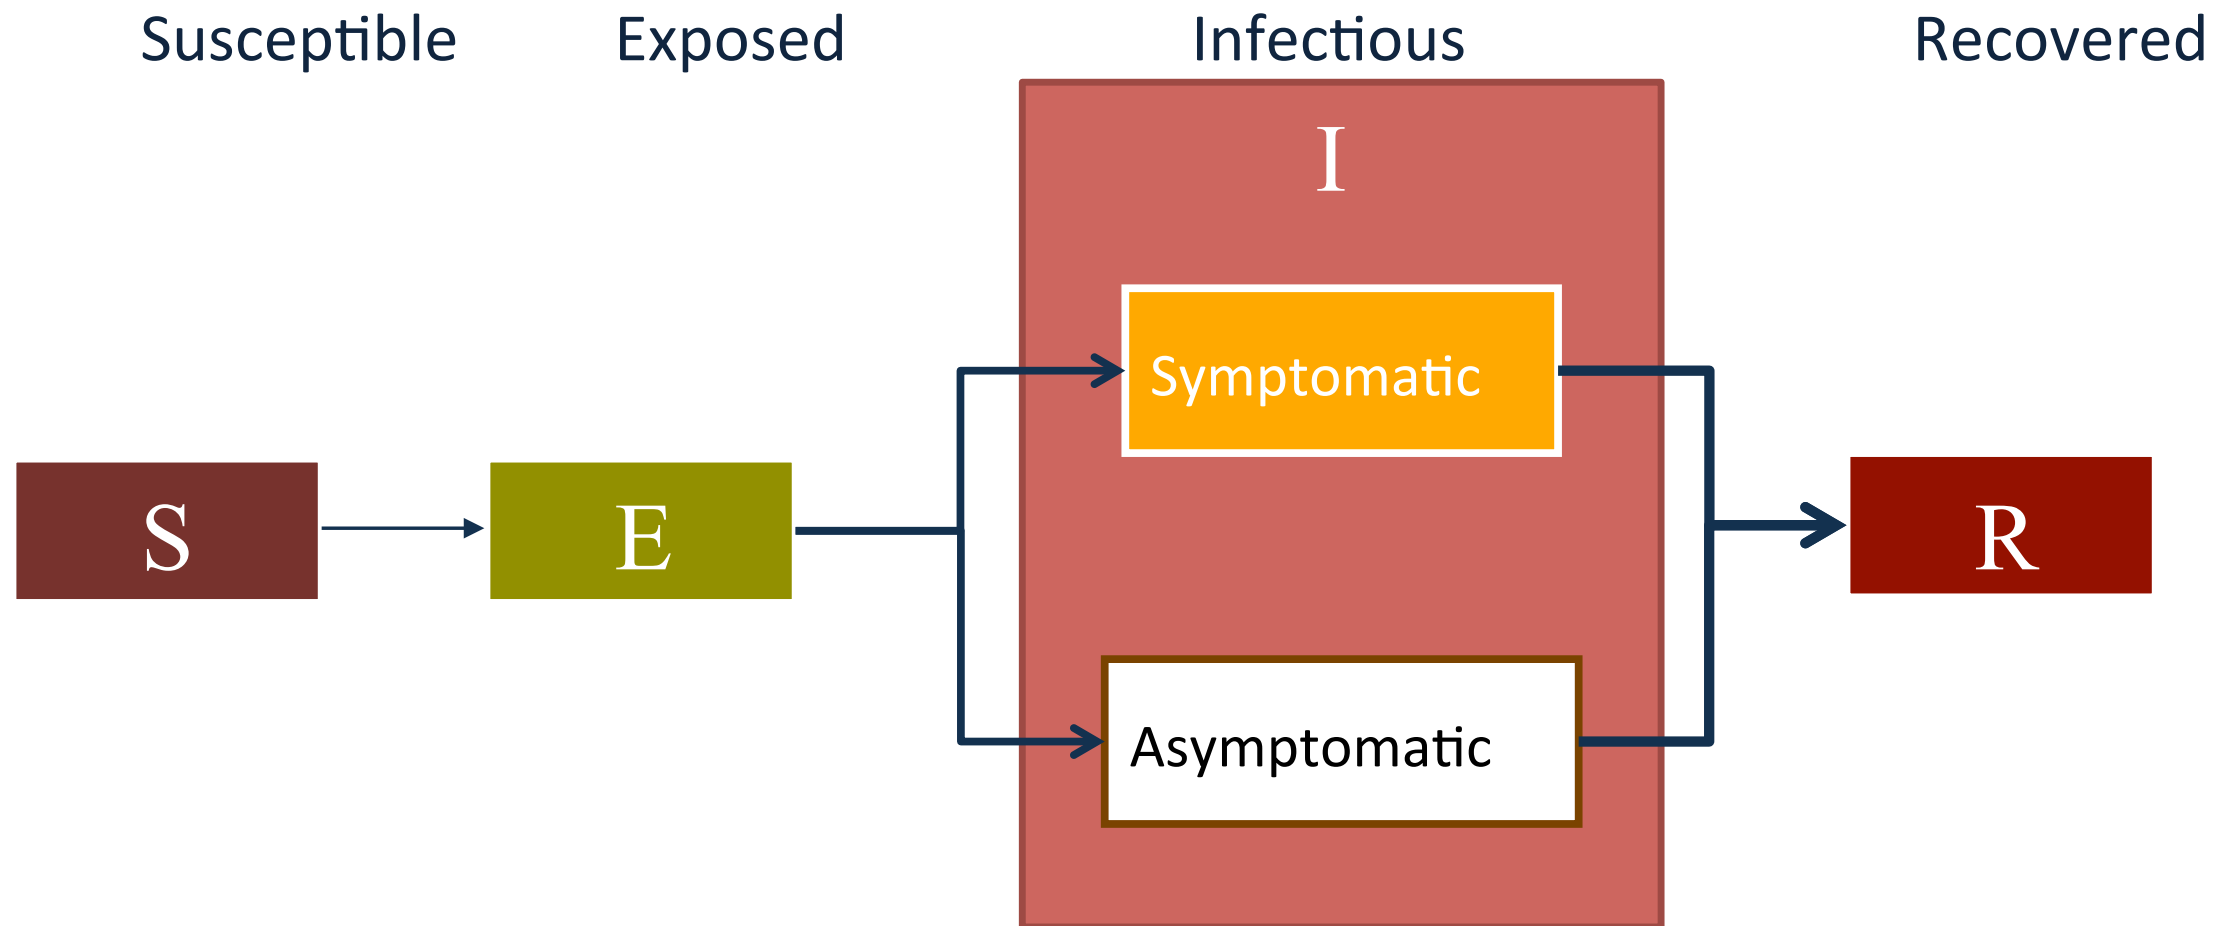 Susceptible Exposed Infectious Recovered
I
Symptomatic
S E R
Asymptomatic